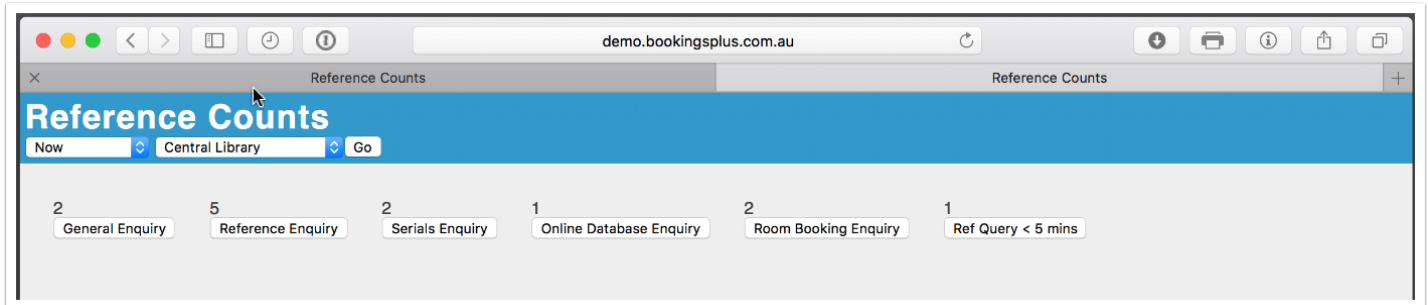 demo.bookingsplus.com.au
Reference Counts
Reference Counts
Reference Counts
Now Central Library Go
2 5 2 1 2 1
General Enquiry Reference Enquiry Serials Enquiry Online Database Enquiry Room Booking Enquiry Ref Query < 5 mins